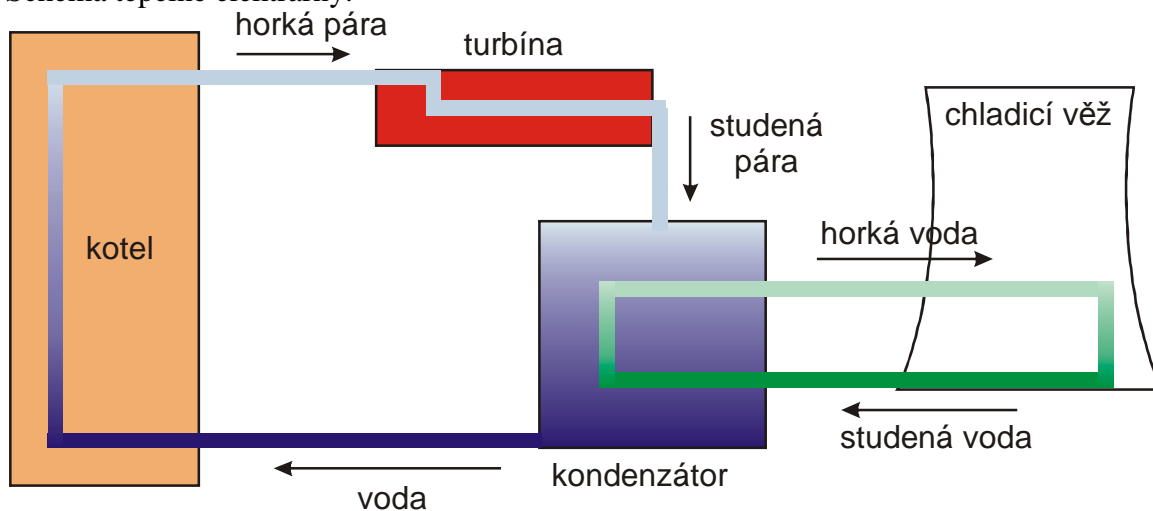 horká pára
turbína
chladicí věž
studená
pára
kotel
horká voda
studená voda
kondenzátor
voda